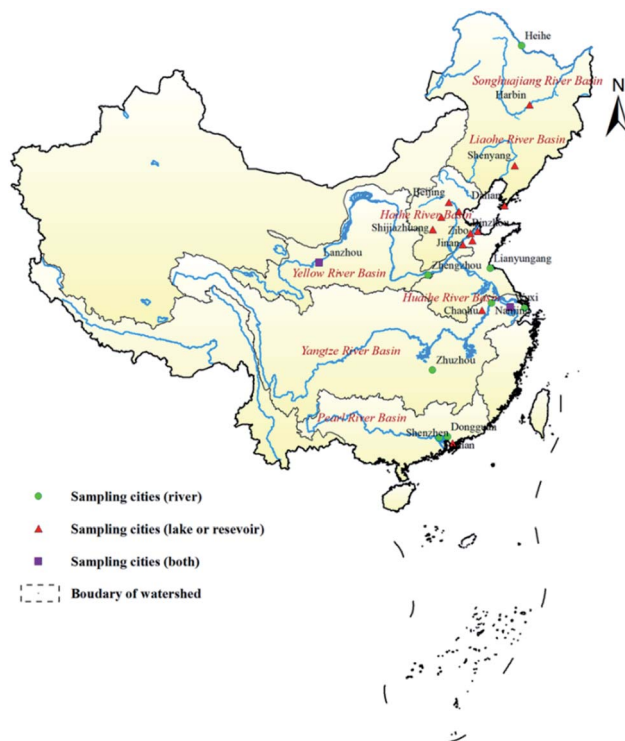 Heihe
Songhuajiang River Basin
Harbin
N
Liaohe River Basin
Shenyang
Beijing
Dalian
Haihe River Basin
Shijiazhuang
Zibo
Binzhou
Jinan
Lanzhou
Yellow River Basin
Zhengzhou
Lianyungang
Huaihe River Basin
Chaohu
Nanjing
Yangtze River Basin
Zhuzhou
Pearl River Basin
Shenzhen
Dongguan
Sampling cities (river)
Sampling cities (lake or resevoir)
Sampling cities (both)
Boudary of watershed